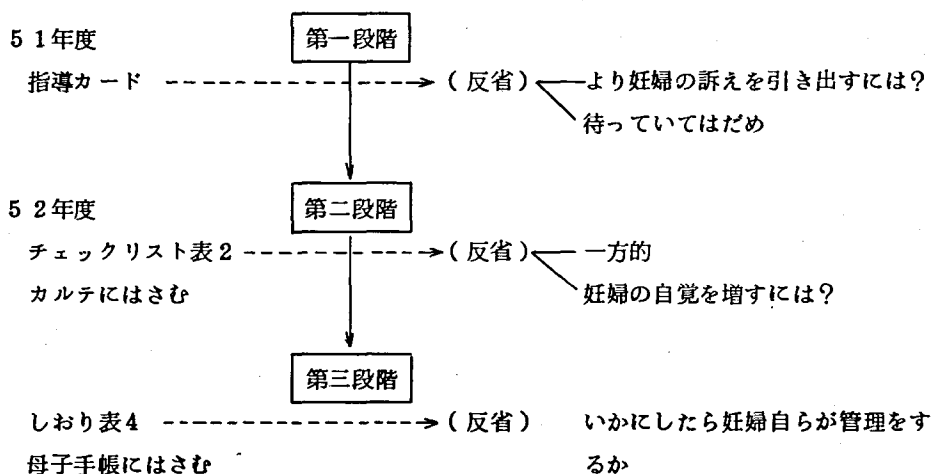 51年度 第一段階
指導カード (反省) より妊婦の訴えを引き出すには?
待っていてはだめ
52年度 第二段階
チェックリスト表2 (反省) 一方的
カルテにはさむ 妊婦の自覚を増すには?
第三段階
しおり表4 (反省) いかにしたら妊婦自らが管理をす
母子手帳にはさむ るか